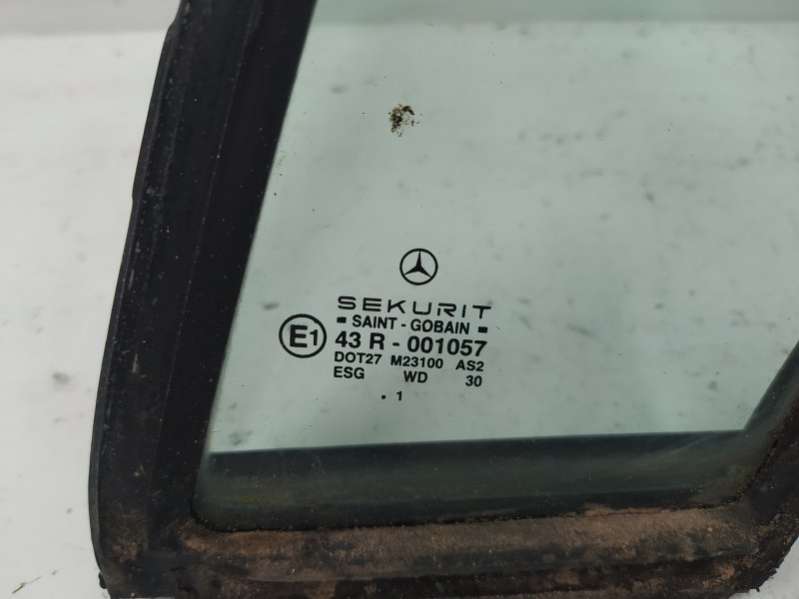 SEKURIT
SAINT - GOBAIN
E1 43 R - 001057
DOT27 M23100 AS2
ESG WD 30
. 1